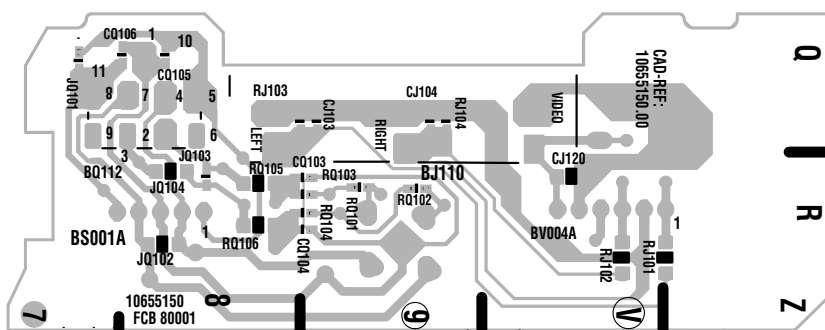 CQ106
1
10
11
CQ105
JQ101
8
7
4
5
9
2
6
3
BQ112
JQ103
JQ104
BS001A
1
JQ102
10655150
FCB 80001
8
7
RJ103
CJ103
LEFT
RIGHT
CJ104
RJ104
VIDEO
CAD-REF:
10655150.00
Q
RQ105
CQ103
RQ103
BJ110
CJ120
RQ101
RQ102
RQ104
RQ106
CQ104
BV004A
1
R
RJ102
RJ101
9
V
Z